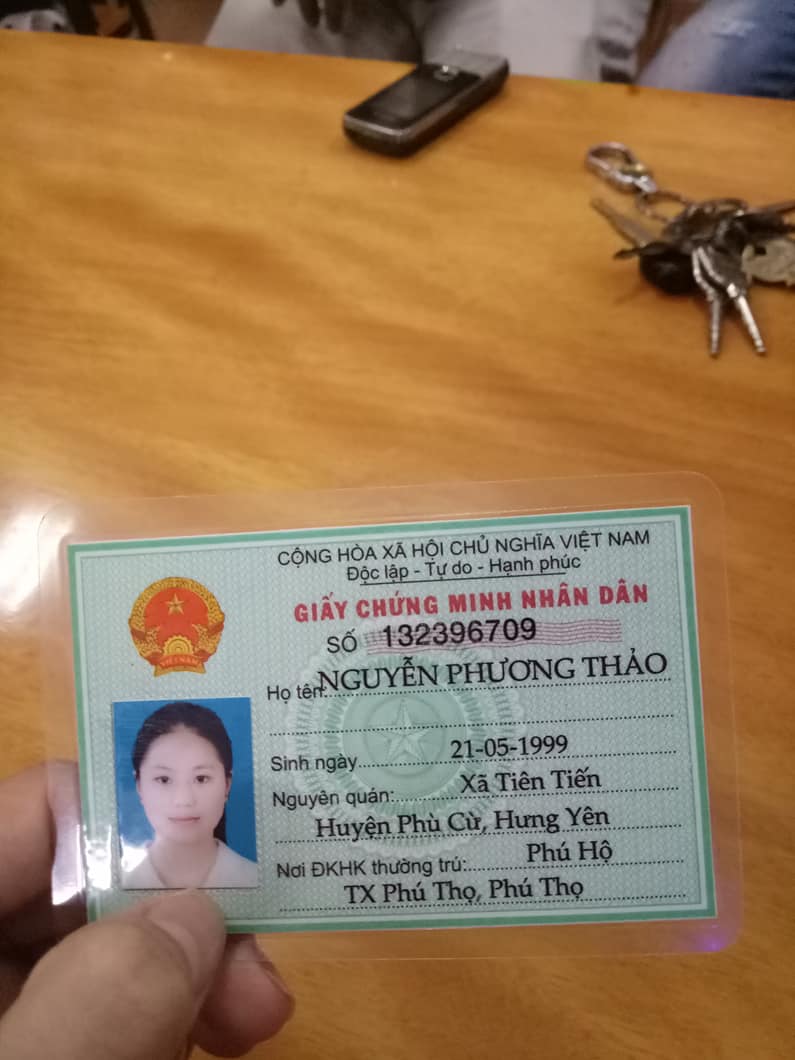 CỘNG HÒA XÃ HỘI CHỦ NGHĨA VIỆT NAM
Độc lập - Tự do - Hạnh phúc
GIẤY CHỨNG MINH NHÂN DÂN
SỐ 132396709
Họ tên: NGUYỄN PHƯƠNG THẢO
Sinh ngày 21-05-1999
Nguyên quán: Xã Tiên Tiến
Huyện Phù Cừ, Hưng Yên
Nơi ĐKHK thường trú: Phú Hộ
TX Phú Thọ, Phú Thọ
VIỆT NAM